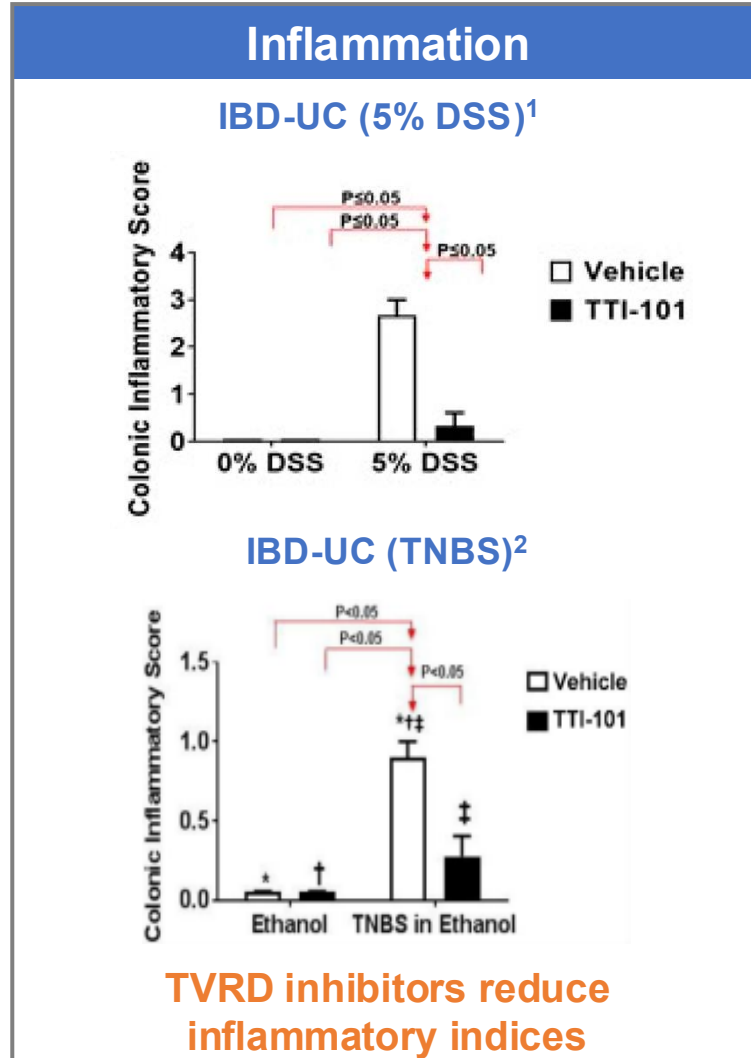 Inflammation
IBD-UC (5% DSS)¹
P≤0.05
P≤0.05
P≤0.05
Colonic Inflammatory Score
4
3
2
1
0
0% DSS
5% DSS
Vehicle
TTI-101
IBD-UC (TNBS)²
P<0.05
P<0.05
P<0.05
Colonic Inflammatory Score
1.5
1.0
0.5
0.0
*†‡
‡
*
†
Ethanol
TNBS in Ethanol
Vehicle
TTI-101
TVRD inhibitors reduce
inflammatory indices